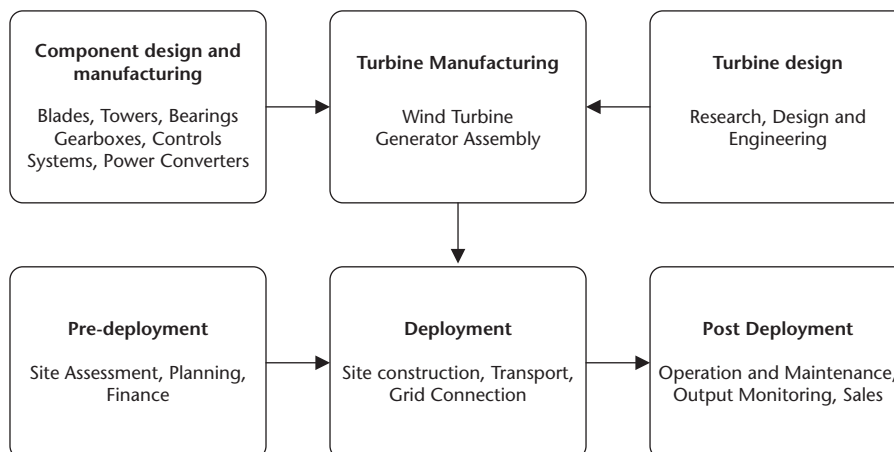 Component design and
manufacturing
Blades, Towers, Bearings
Gearboxes, Controls
Systems, Power Converters
Turbine Manufacturing
Wind Turbine
Generator Assembly
Turbine design
Research, Design and
Engineering
Pre-deployment
Site Assessment, Planning,
Finance
Deployment
Site construction, Transport,
Grid Connection
Post Deployment
Operation and Maintenance,
Output Monitoring, Sales